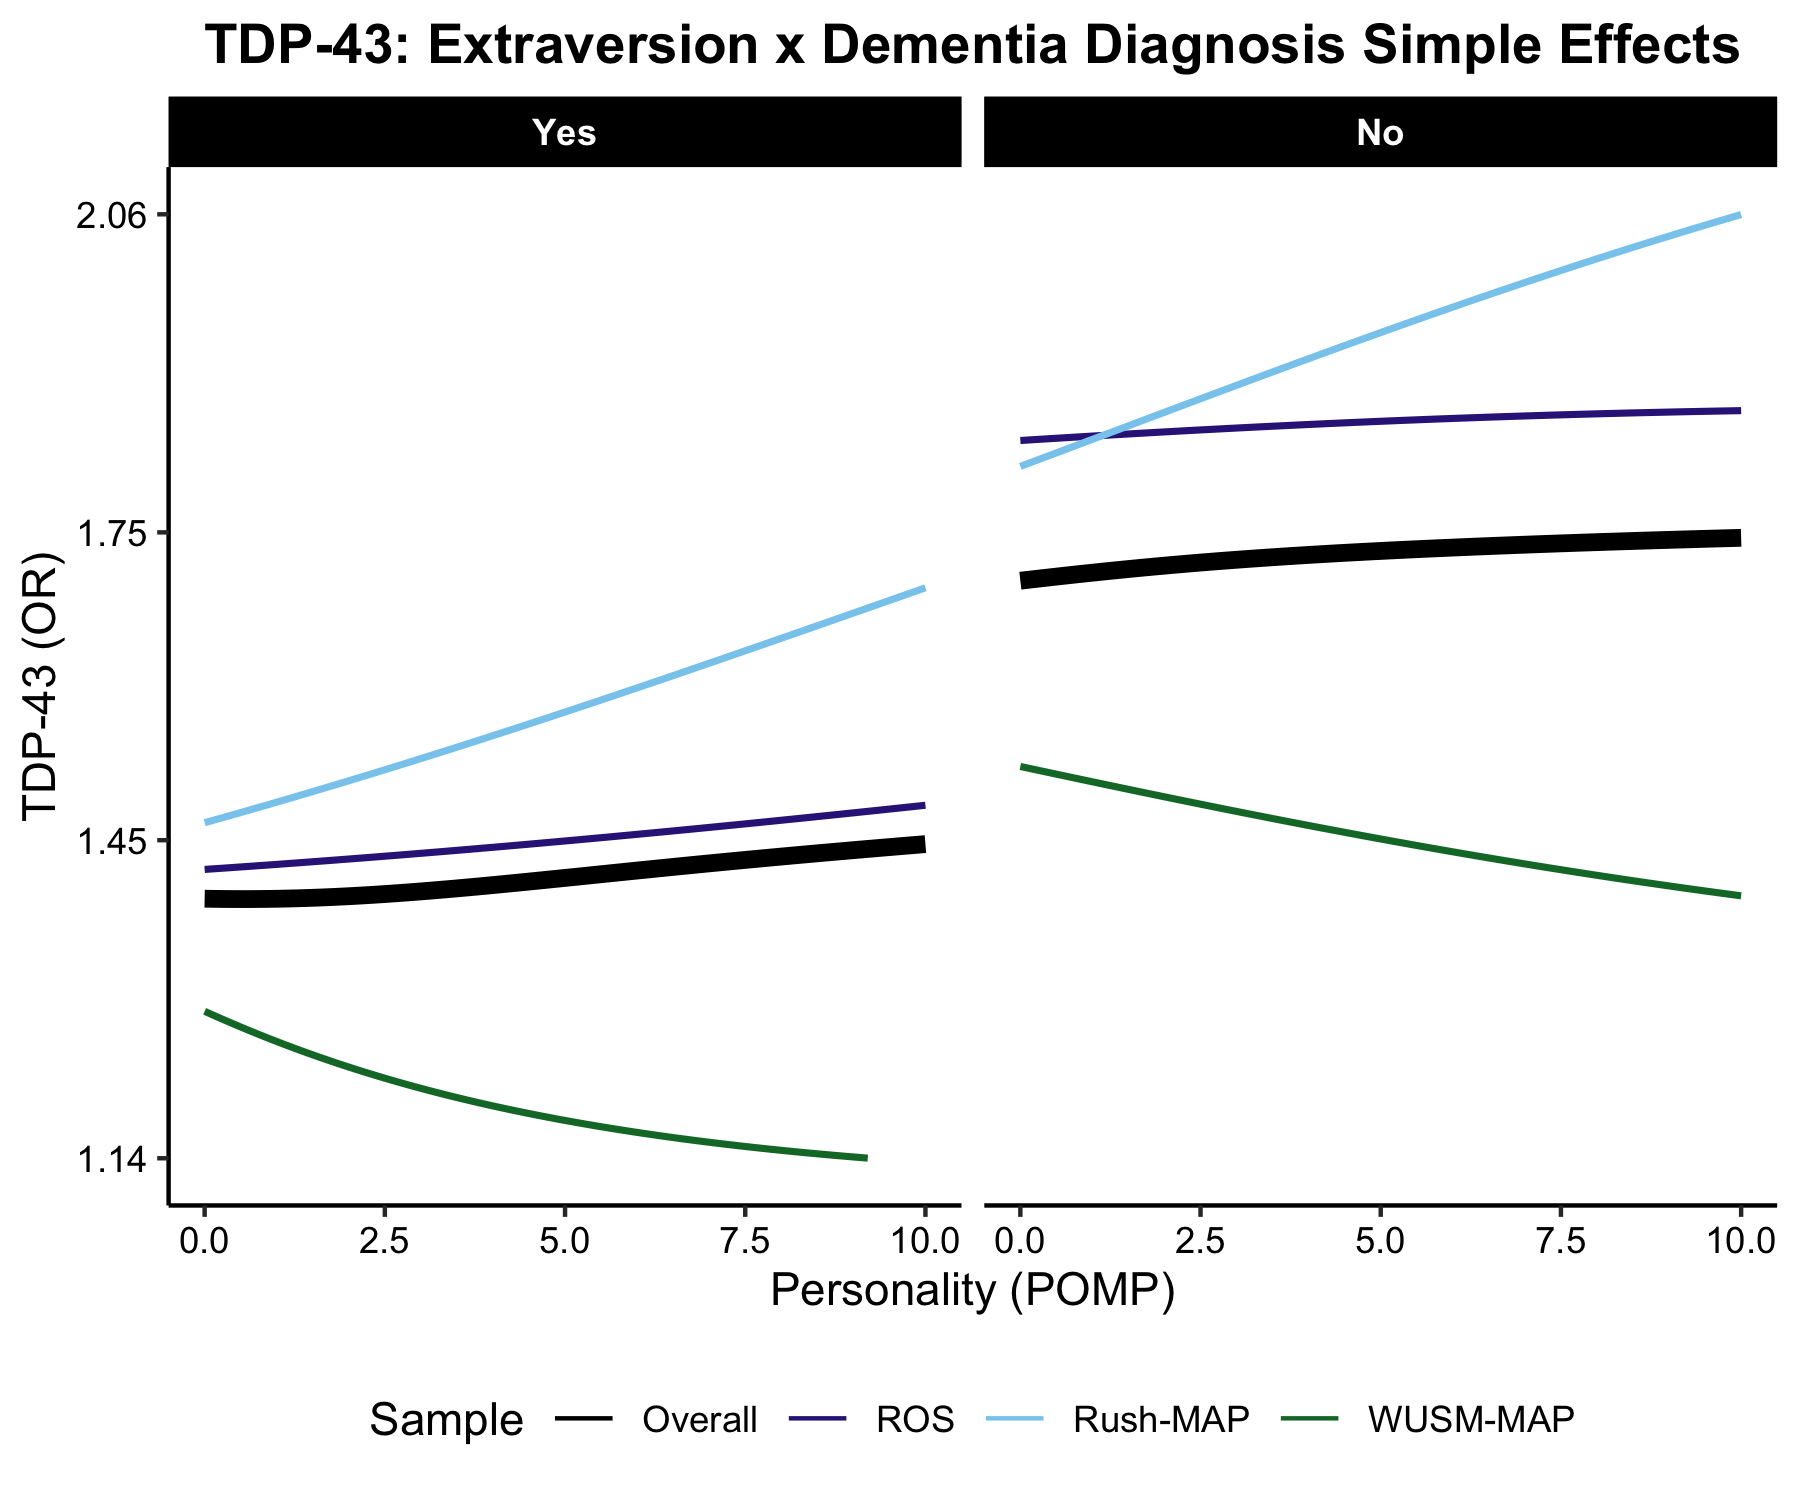 TDP-43: Extraversion x Dementia Diagnosis Simple Effects
Yes No
2.06
1.75
1.45
1.14
TDP-43 (OR)
0.0 2.5 5.0 7.5 10.0 0.0 2.5 5.0 7.5 10.0
Personality (POMP)
Sample Overall ROS Rush-MAP WUSM-MAP